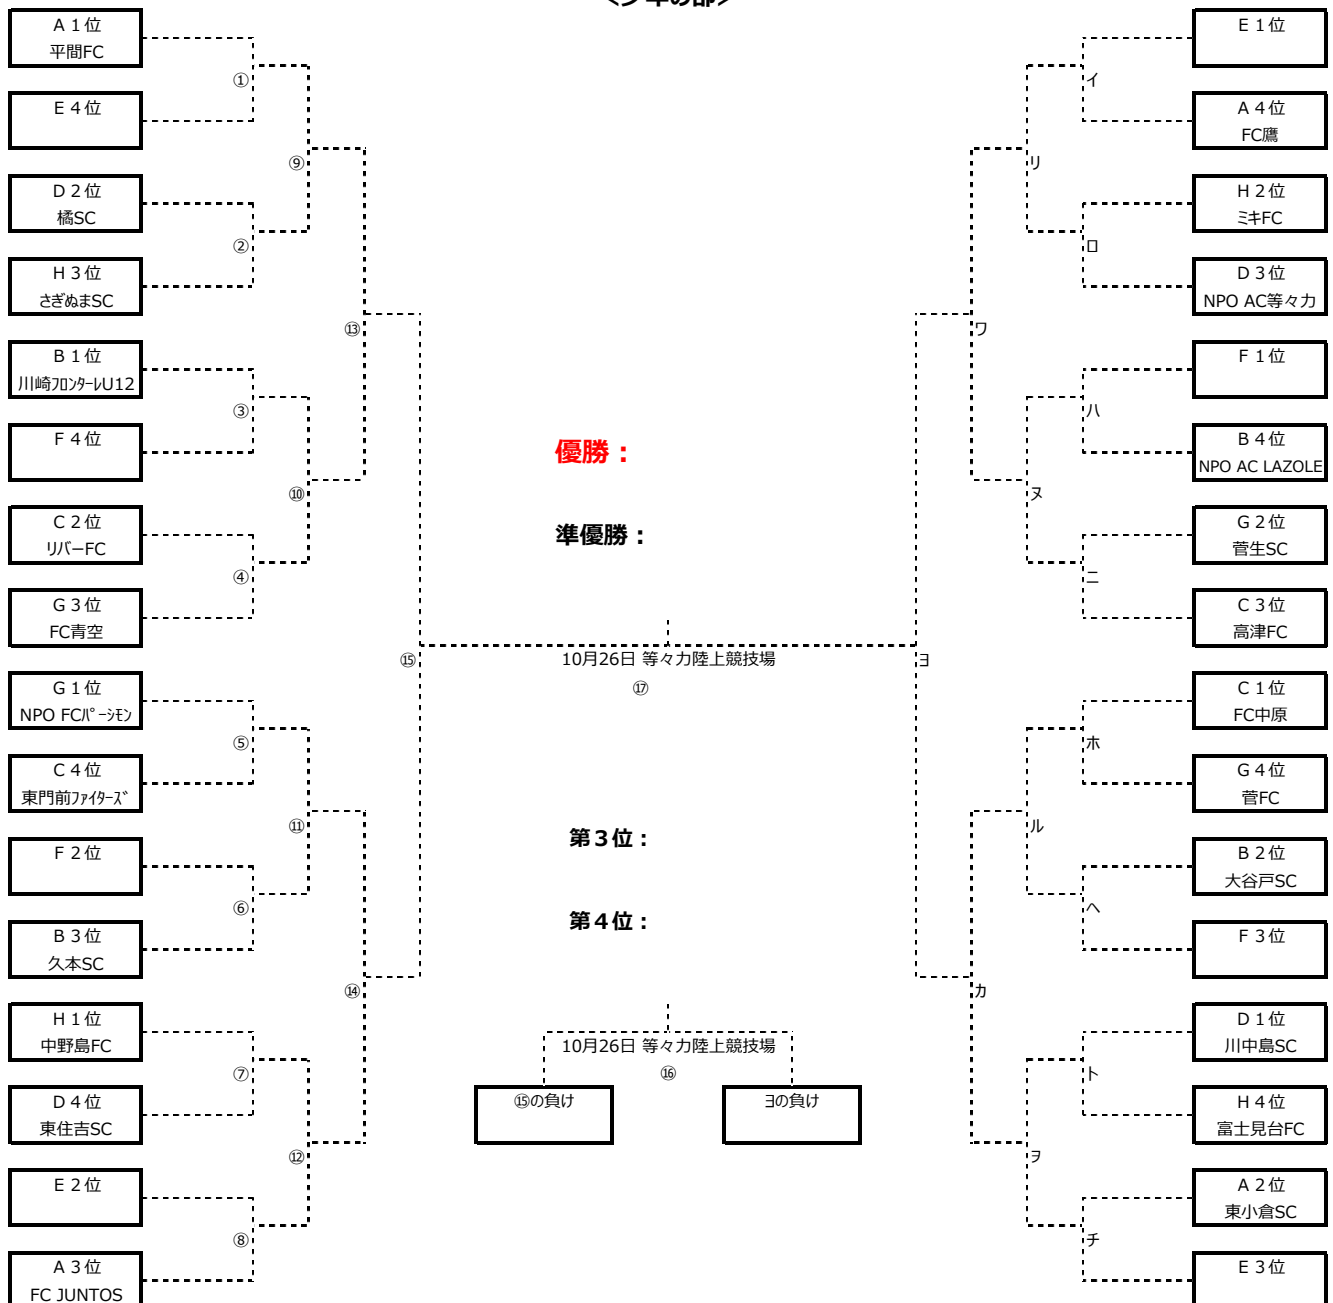 <少年の部>
A１位
平間FC
①
E４位
⑨
D２位
橘SC
②
H３位
さぎぬまSC
⑬
B１位
川崎フロンターレU12
③
F４位
⑩
C２位
リバーFC
④
G３位
FC青空
⑮
G１位
NPO FCパーシモン
⑤
C４位
東門前ファイターズ
⑪
F２位
⑥
B３位
久本SC
⑭
H１位
中野島FC
⑦
D４位
東住吉SC
⑫
E２位
⑧
A３位
FC JUNTOS
優勝：
準優勝：
10月26日 等々力陸上競技場
⑰
第３位：
第４位：
10月26日 等々力陸上競技場
⑯
⑮の負け
ヨの負け
E１位
イ
A４位
FC鷹
リ
H２位
ミキFC
ロ
D３位
NPO AC等々力
ワ
F１位
ハ
B４位
NPO AC LAZOLE
ヌ
G２位
菅生SC
ニ
C３位
高津FC
ヨ
C１位
FC中原
ホ
G４位
菅FC
ル
B２位
大谷戸SC
ヘ
F３位
カ
D１位
川中島SC
ト
H４位
富士見台FC
ヲ
A２位
東小倉SC
チ
E３位